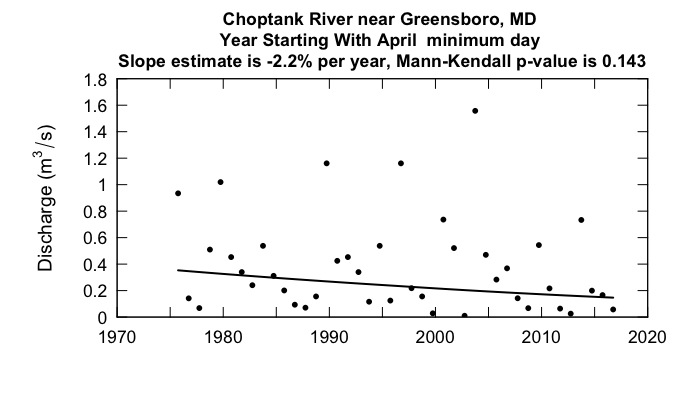 Choptank River near Greensboro, MD
Year Starting With April minimum day
Slope estimate is -2.2% per year, Mann-Kendall p-value is 0.143
Discharge (m³/s)
1.8
1.6
1.4
1.2
1
0.8
0.6
0.4
0.2
0
1970 1980 1990 2000 2010 2020